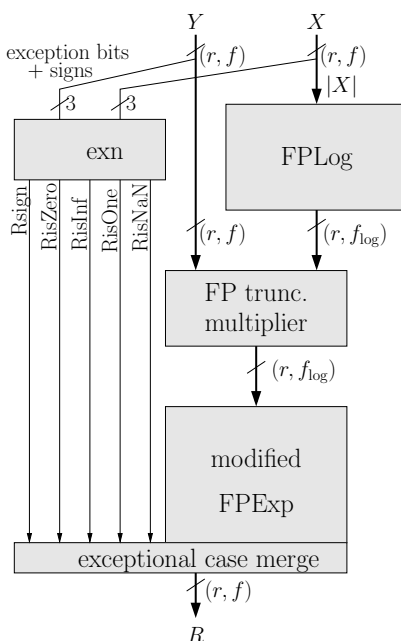 Y X
exception bits
+ signs
(r, f) (r, f)
|X|
3 3
exn
FPLog
Rsign
RisZero
RisInf
RisOne
RisNaN
(r, f) (r, f_log)
FP trunc.
multiplier
(r, f_log)
modified
FPExp
exceptional case merge
(r, f)
R